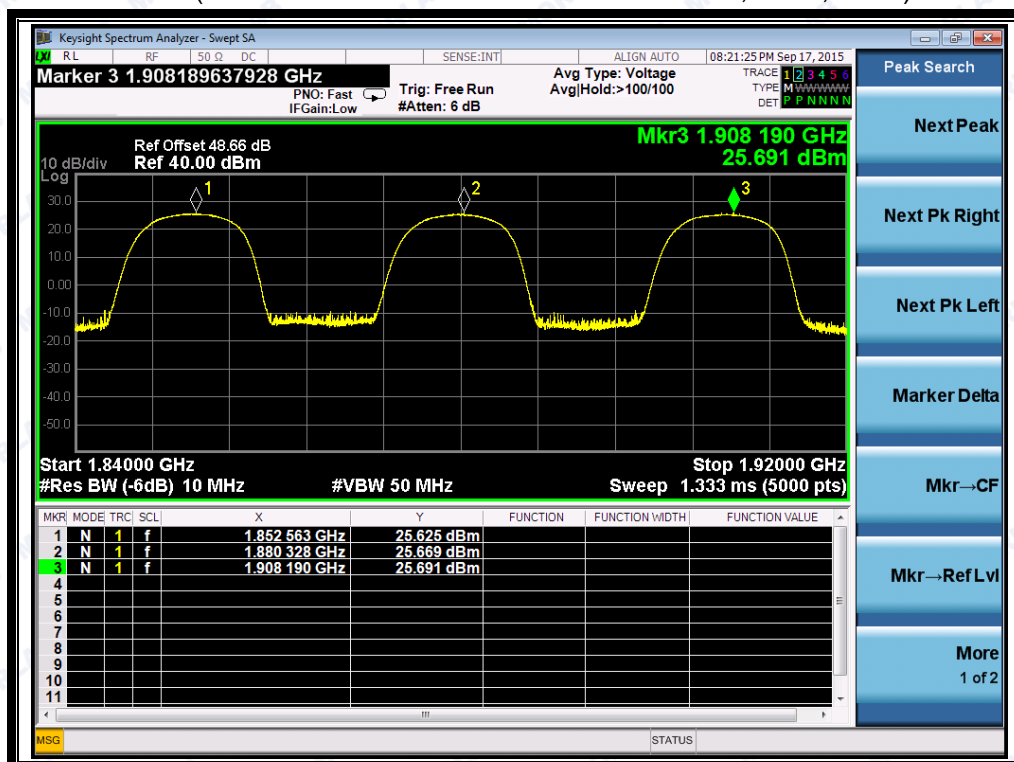 Keysight Spectrum Analyzer - Swept SA
LXI RL RF 50 Ω DC SENSE:INT ALIGN AUTO 08:21:25 PM Sep 17, 2015
Marker 3 1.908189637928 GHz
PNO: Fast
IFGain:Low
Trig: Free Run
#Atten: 6 dB
Avg Type: Voltage
Avg|Hold:>100/100
TRACE 1 2 3 4 5 6
TYPE M WWWWW
DET P P N N N N
Peak Search
Next Peak
Next Pk Right
Next Pk Left
Marker Delta
Mkr→CF
Mkr→Ref Lvl
More
1 of 2
Mkr3 1.908 190 GHz
25.691 dBm
Ref Offset 48.66 dB
10 dB/div Ref 40.00 dBm
Log
1 2 3
30.0
20.0
10.0
0.00
-10.0
-20.0
-30.0
-40.0
-50.0
Start 1.84000 GHz Stop 1.92000 GHz
#Res BW (-6dB) 10 MHz #VBW 50 MHz Sweep 1.333 ms (5000 pts)
MKR MODE TRC SCL X Y FUNCTION FUNCTION WIDTH FUNCTION VALUE
1 N 1 f 1.852 563 GHz 25.625 dBm
2 N 1 f 1.880 328 GHz 25.669 dBm
3 N 1 f 1.908 190 GHz 25.691 dBm
4
5
6
7
8
9
10
11
MSG STATUS